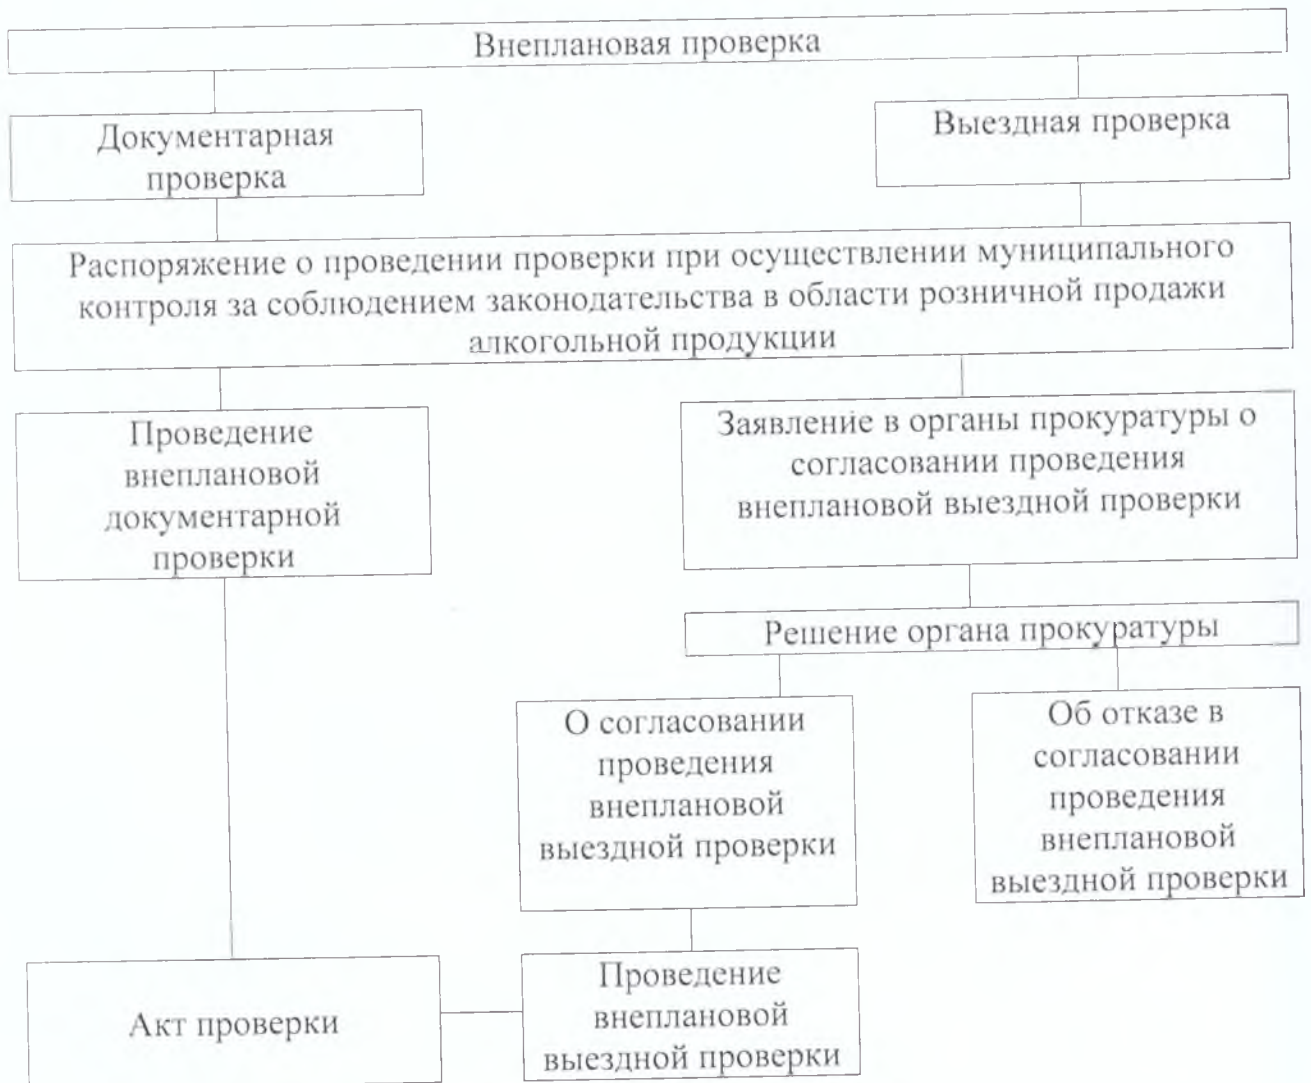 Внеплановая проверка
Документарная
проверка
Выездная проверка
Распоряжение о проведении проверки при осуществлении муниципального
контроля за соблюдением законодательства в области розничной продажи
алкогольной продукции
Проведение
внеплановой
документарной
проверки
Заявление в органы прокуратуры о
согласовании проведения
внеплановой выездной проверки
Решение органа прокуратуры
О согласовании
проведения
внеплановой
выездной проверки
Об отказе в
согласовании
проведения
внеплановой
выездной проверки
Акт проверки
Проведение
внеплановой
выездной проверки